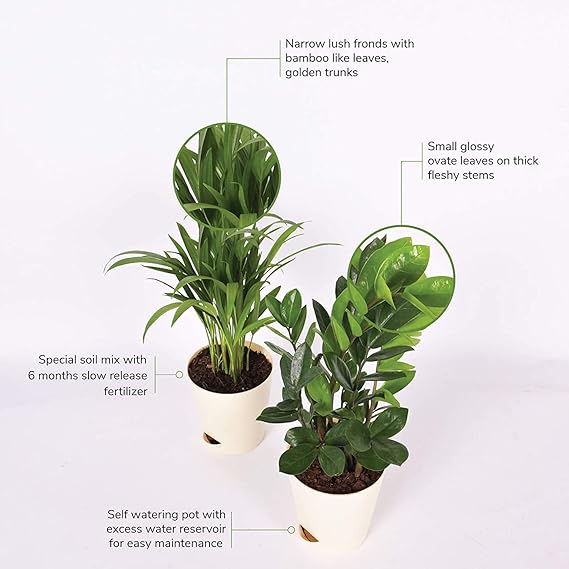 Narrow lush fronds with
bamboo like leaves,
golden trunks
Small glossy
ovate leaves on thick
fleshy stems
Special soil mix with
6 months slow release
fertilizer
Self watering pot with
excess water reservoir
for easy maintenance